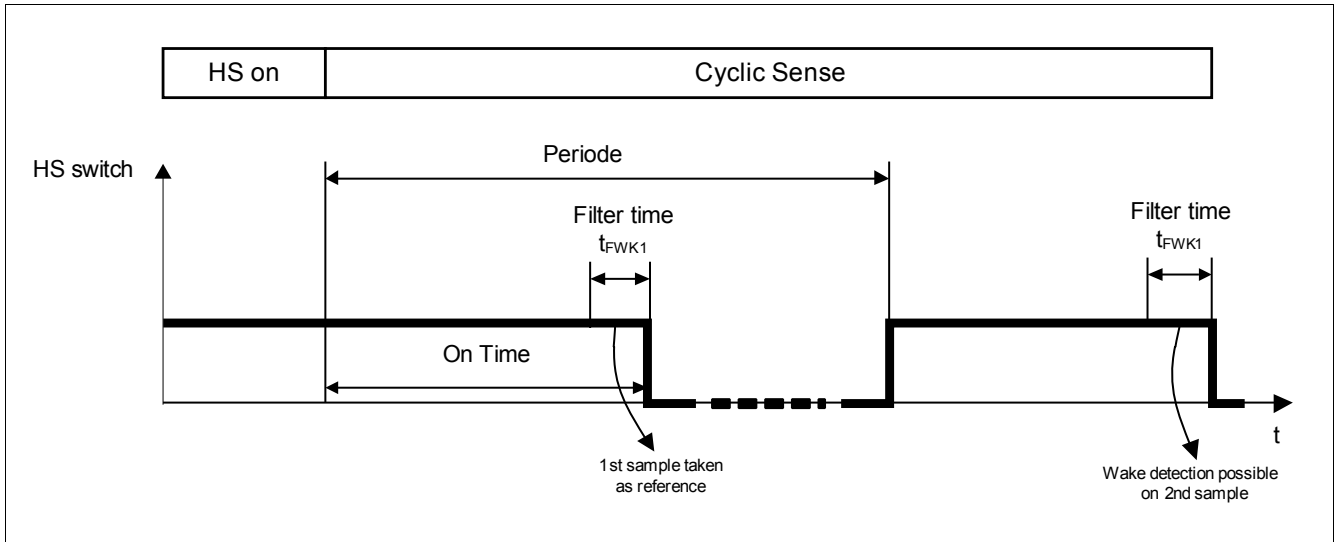 HS on
Cyclic Sense
HS switch
Periode
Filter time
tFWK1
Filter time
tFWK1
On Time
t
1st sample taken
as reference
Wake detection possible
on 2nd sample